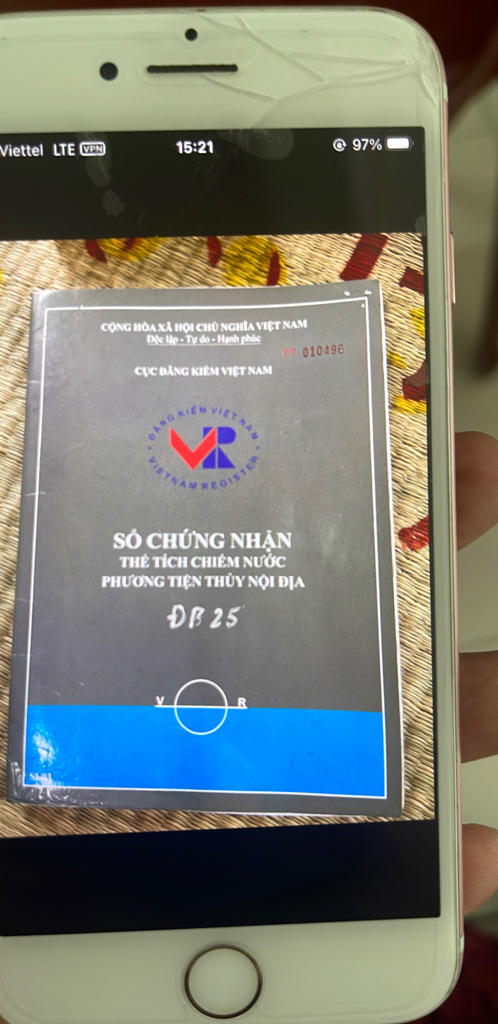 Viettel LTE VPN 15:21 97%
CỘNG HÒA XÃ HỘI CHỦ NGHĨA VIỆT NAM
Độc lập - Tự do - Hạnh phúc
TT 010496
CỤC ĐĂNG KIỂM VIỆT NAM
ĐĂNG KIỂM VIỆT NAM
VR
VIETNAM REGISTER
SỔ CHỨNG NHẬN
THỂ TÍCH CHIẾM NƯỚC
PHƯƠNG TIỆN THỦY NỘI ĐỊA
ĐB 25
V R